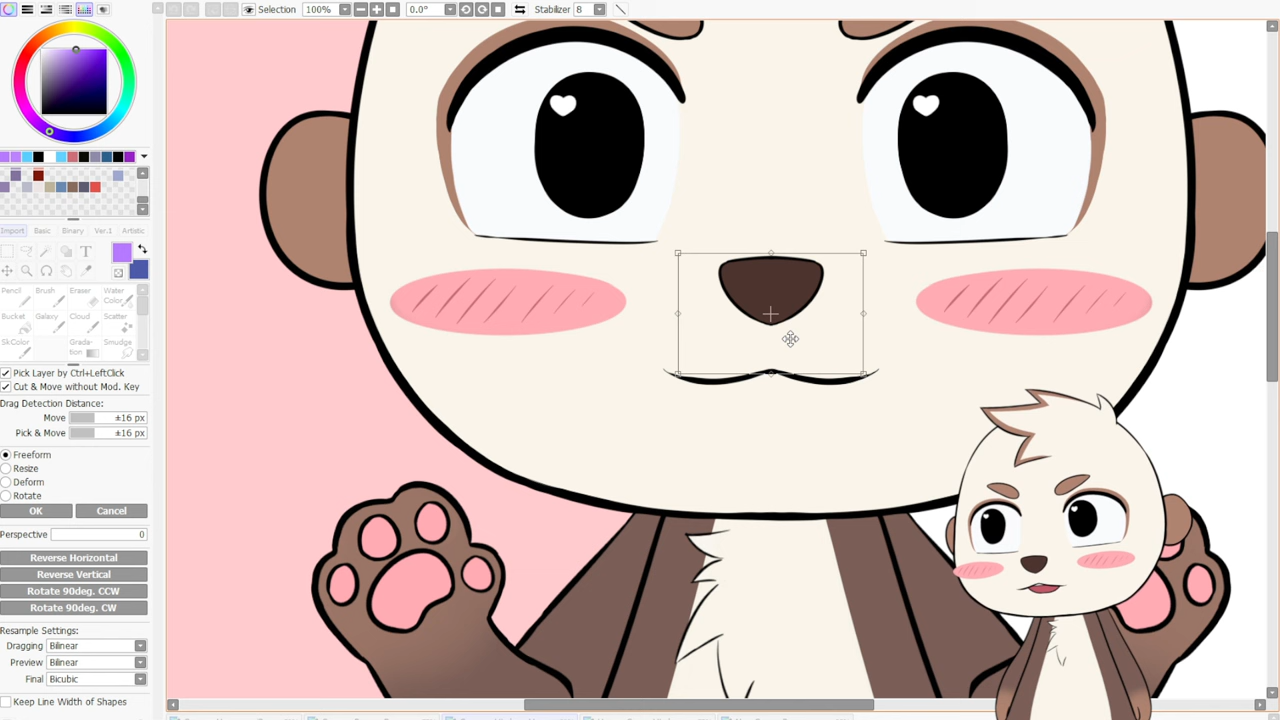 Selection 100% 0.0° Stabilizer 8
Import Basic Binary Ver.1 Artistic
T
Pencil Brush Eraser Water Color
Bucket Galaxy Cloud Scatter
SkColor Grada-tion Smudge
Pick Layer by Ctrl+LeftClick
Cut & Move without Mod. Key
Drag Detection Distance:
Move ±16 px
Pick & Move ±16 px
Freeform
Resize
Deform
Rotate
OK Cancel
Perspective 0
Reverse Horizontal
Reverse Vertical
Rotate 90deg. CCW
Rotate 90deg. CW
Resample Settings:
Dragging Bilinear
Preview Bilinear
Final Bicubic
Keep Line Width of Shapes